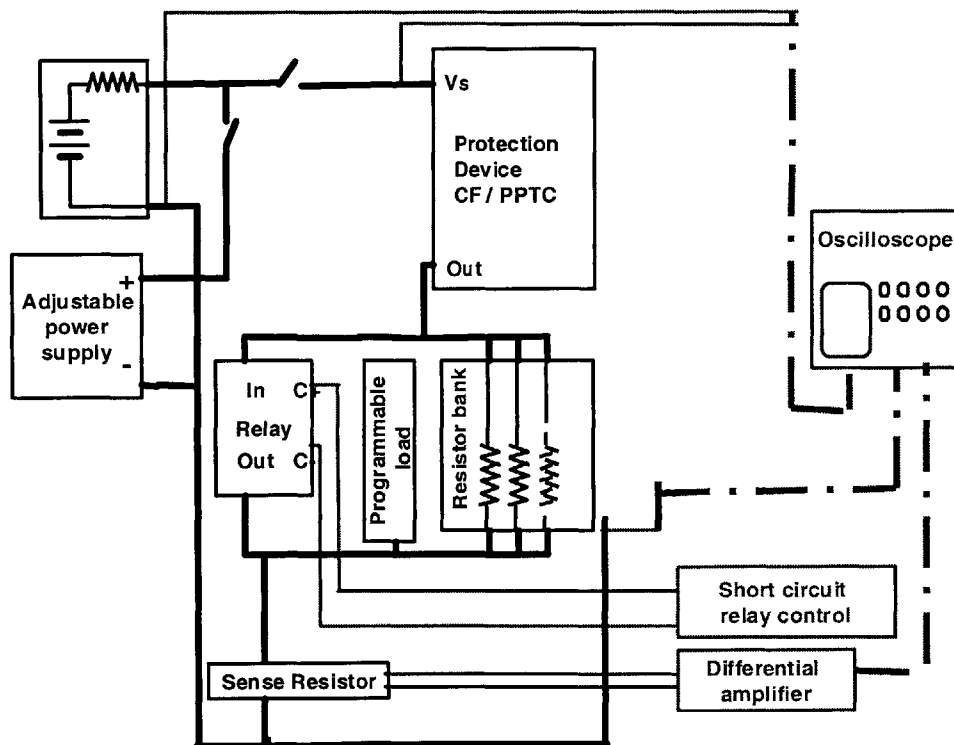 Vs
Protection
Device
CF / PPTC
Out
Oscilloscope
Adjustable
power
supply
+
-
In C+
Relay
Out C-
Programmable
load
Resistor bank
Short circuit
relay control
Sense Resistor
Differential
amplifier